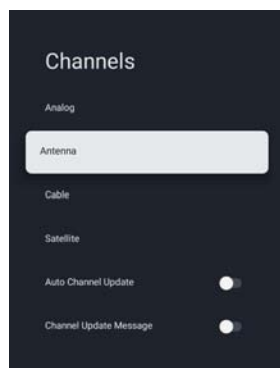 Channels
Analog
Antenna
Cable
Satellite
Auto Channel Update
Channel Update Message